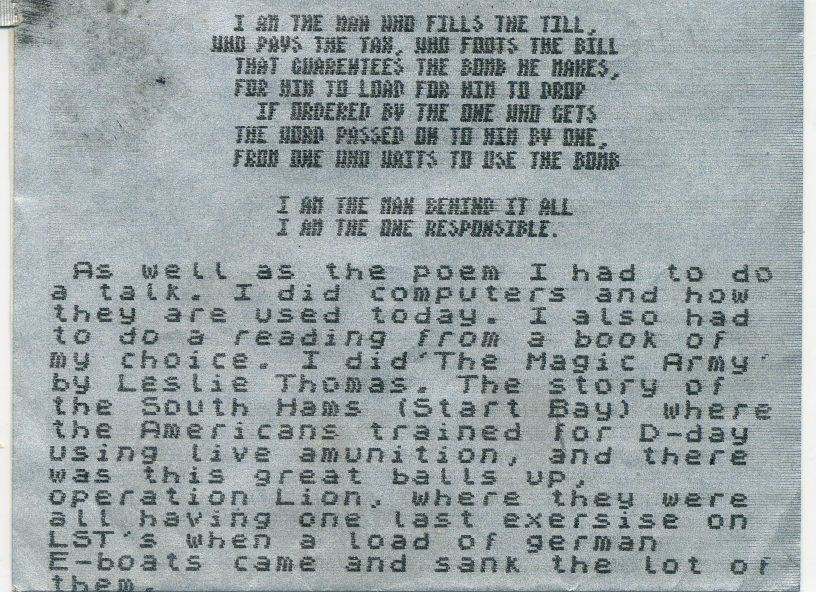 I AM THE MAN WHO FILLS THE TILL,
WHO PAYS THE TAX, WHO FOOTS THE BILL
THAT GUARENTEES THE BOMB HE MAKES,
FOR HIM TO LOAD FOR HIM TO DROP
IF ORDERED BY THE ONE WHO GETS
THE WORD PASSED ON TO HIM BY ONE,
FROM ONE WHO WAITS TO USE THE BOMB
I AM THE MAN BEHIND IT ALL
I AM THE ONE RESPONSIBLE.
As well as the poem I had to do
a talk. I did computers and how
they are used today. I also had
to do a reading from a book of
my choice. I did 'The Magic Army'
by Leslie Thomas. The story of
the South Hams (Start Bay) where
the Americans trained for D-day
using live amunition, and there
was this great balls up,
operation Lion, where they were
all having one last exersise on
LST's when a load of german
E-boats came and sank the lot of
them.